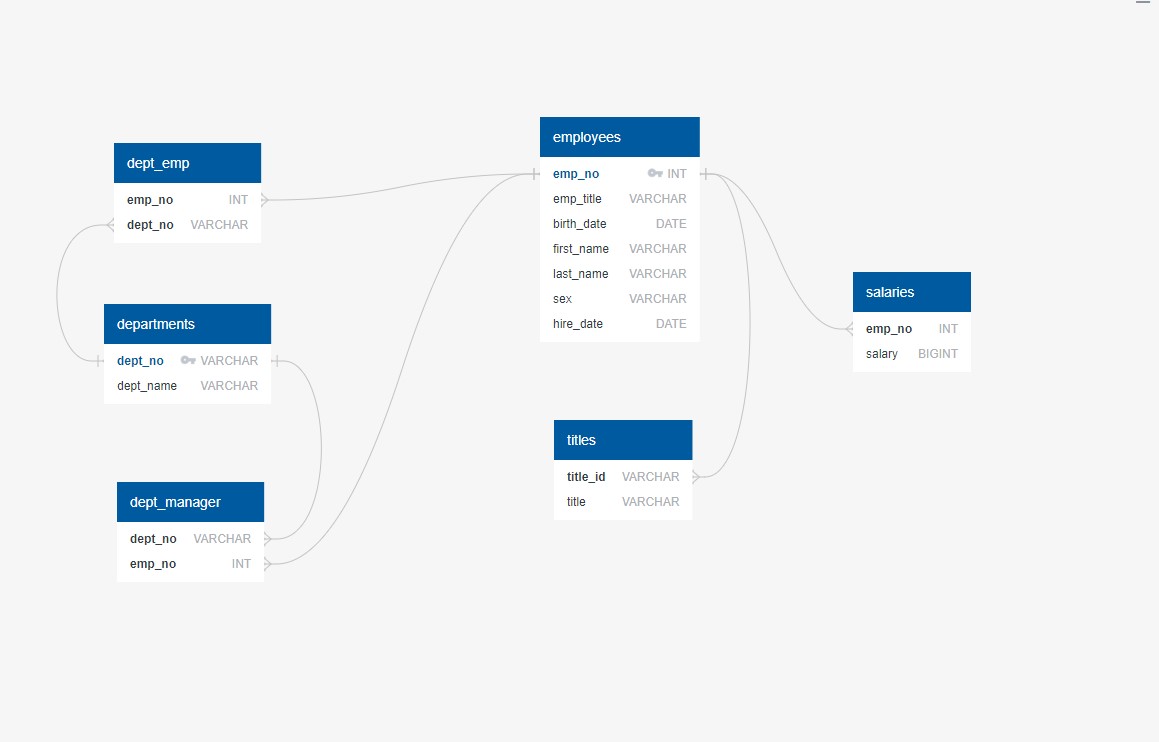 dept_emp
emp_no INT
dept_no VARCHAR
departments
dept_no VARCHAR
dept_name VARCHAR
dept_manager
dept_no VARCHAR
emp_no INT
employees
emp_no INT
emp_title VARCHAR
birth_date DATE
first_name VARCHAR
last_name VARCHAR
sex VARCHAR
hire_date DATE
titles
title_id VARCHAR
title VARCHAR
salaries
emp_no INT
salary BIGINT